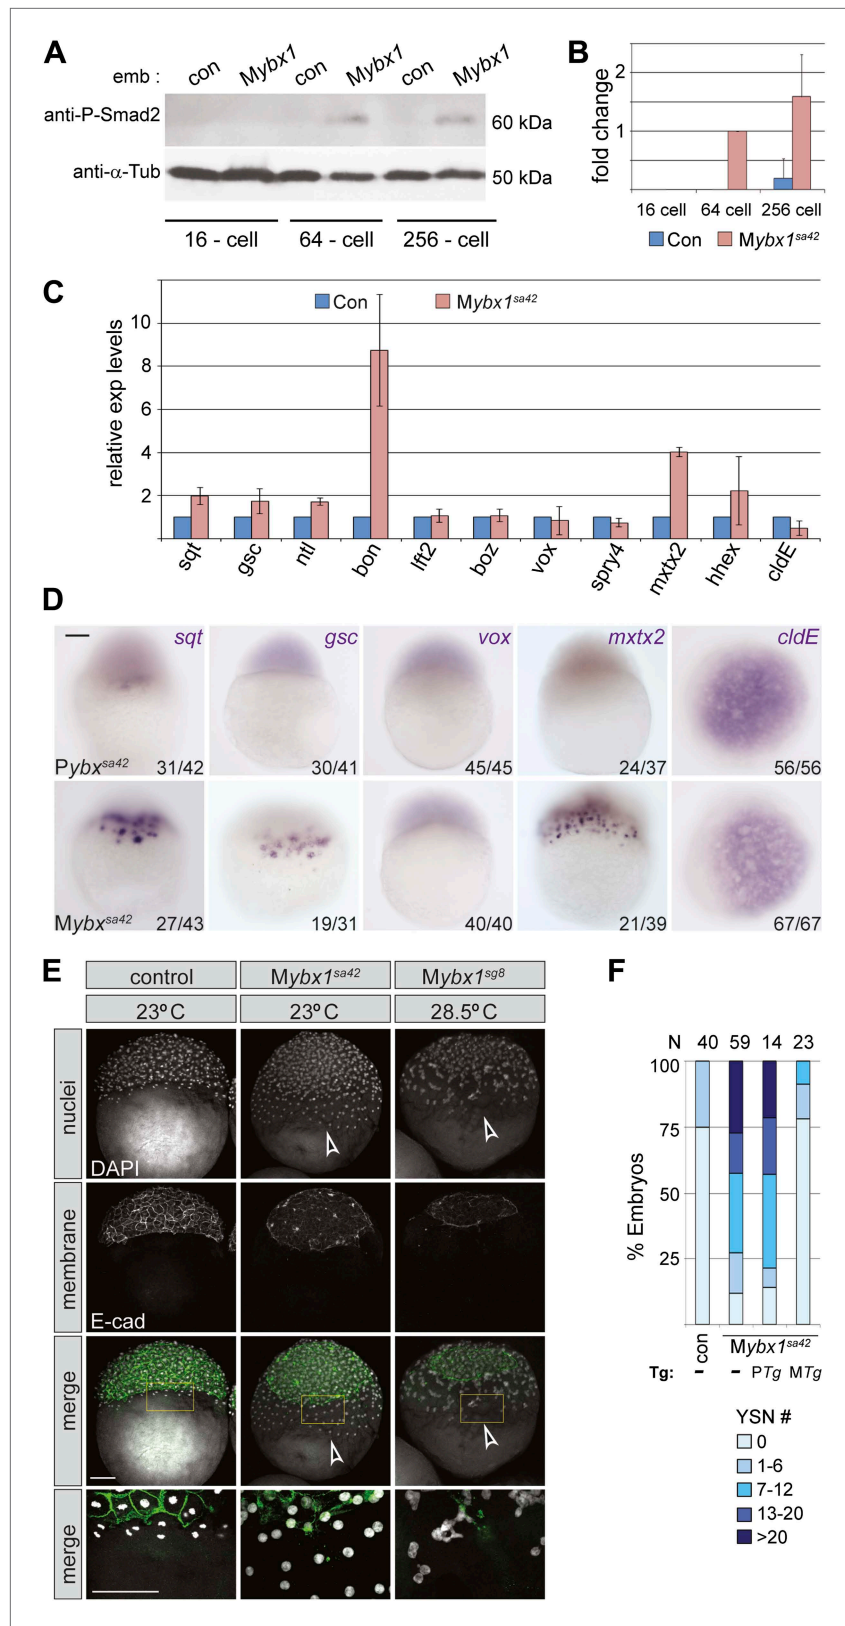 A
emb :
con
Mybx1
con
Mybx1
con
Mybx1
anti-P-Smad2
60 kDa
anti-α-Tub
50 kDa
16 - cell
64 - cell
256 - cell
B
fold change
2
1
16 cell
64 cell
256 cell
Con
Mybx1sa42
C
Con
Mybx1sa42
relative exp levels
10
8
6
4
2
sqt
gsc
ntl
bon
lft2
boz
vox
spry4
mxtx2
hhex
cldE
D
sqt
gsc
vox
mxtx2
cldE
Pybxsa42
31/42
30/41
45/45
24/37
56/56
Mybxsa42
27/43
19/31
40/40
21/39
67/67
E
control
Mybx1sa42
Mybx1sg8
23ºC
23ºC
28.5ºC
nuclei
DAPI
membrane
E-cad
merge
merge
F
N 40 59 14 23
100
75
50
25
% Embryos
con
Mybx1sa42
Tg: - - PTg MTg
YSN #
0
1-6
7-12
13-20
>20